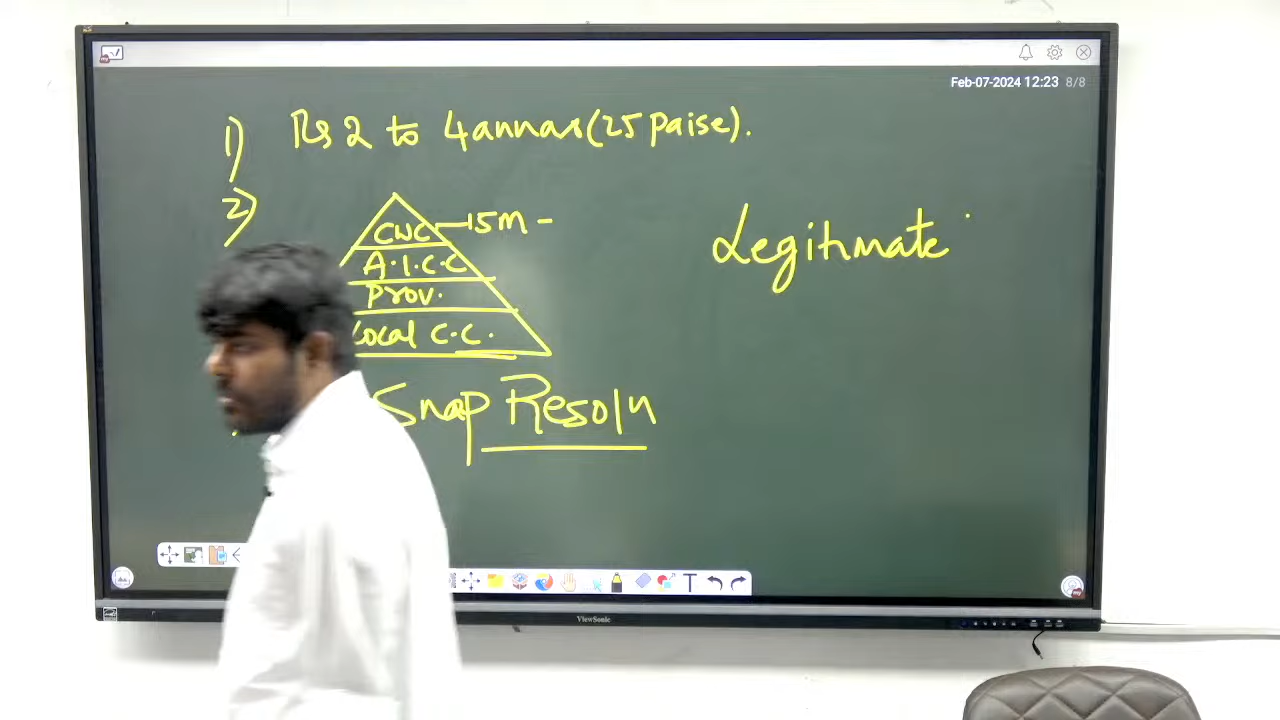 Feb-07-2024 12:23 8/8
1) Rs 2 to 4 annas (25 paise).
2)
CWC - 15M -
A.I.C.C
Prov.
Local C.C.
Legitimate
Snap Resoln
ViewSonic